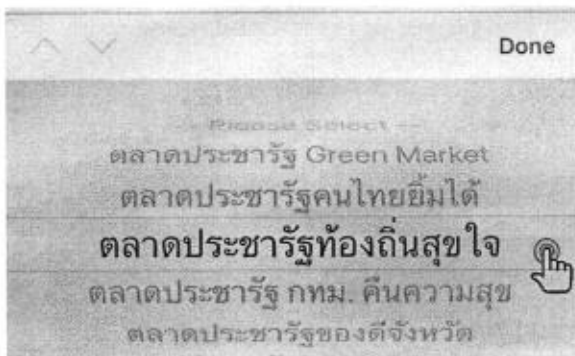 Done
-- Please Select --
ตลาดประชารัฐ Green Market
ตลาดประชารัฐคนไทยยิ้มได้
ตลาดประชารัฐท้องถิ่นสุขใจ
ตลาดประชารัฐ กทม. คืนความสุข
ตลาดประชารัฐของดีจังหวัด